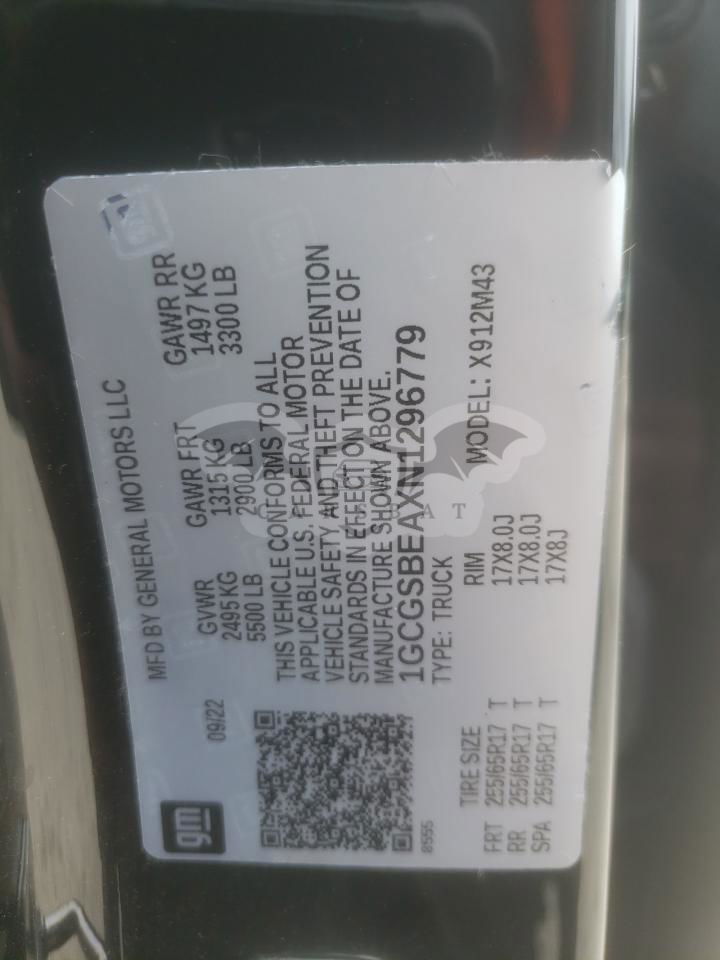 gm
MFD BY GENERAL MOTORS LLC
09/22
GVWR GAWR FRT GAWR RR
2495 KG 1315 KG 1497 KG
5500 LB 2900 LB 3300 LB
THIS VEHICLE CONFORMS TO ALL
APPLICABLE U.S. FEDERAL MOTOR
VEHICLE SAFETY AND THEFT PREVENTION
STANDARDS IN EFFECT ON THE DATE OF
MANUFACTURE SHOWN ABOVE.
1GCGSBEAXN1296779
8555
TYPE: TRUCK MODEL: X912M43
TIRE SIZE RIM
FRT 255/65R17 T 17X8.0J
RR 255/65R17 T 17X8.0J
SPA 255/65R17 T 17X8J